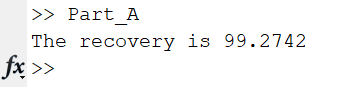 >> Part_A
The recovery is 99.2742
fx >>